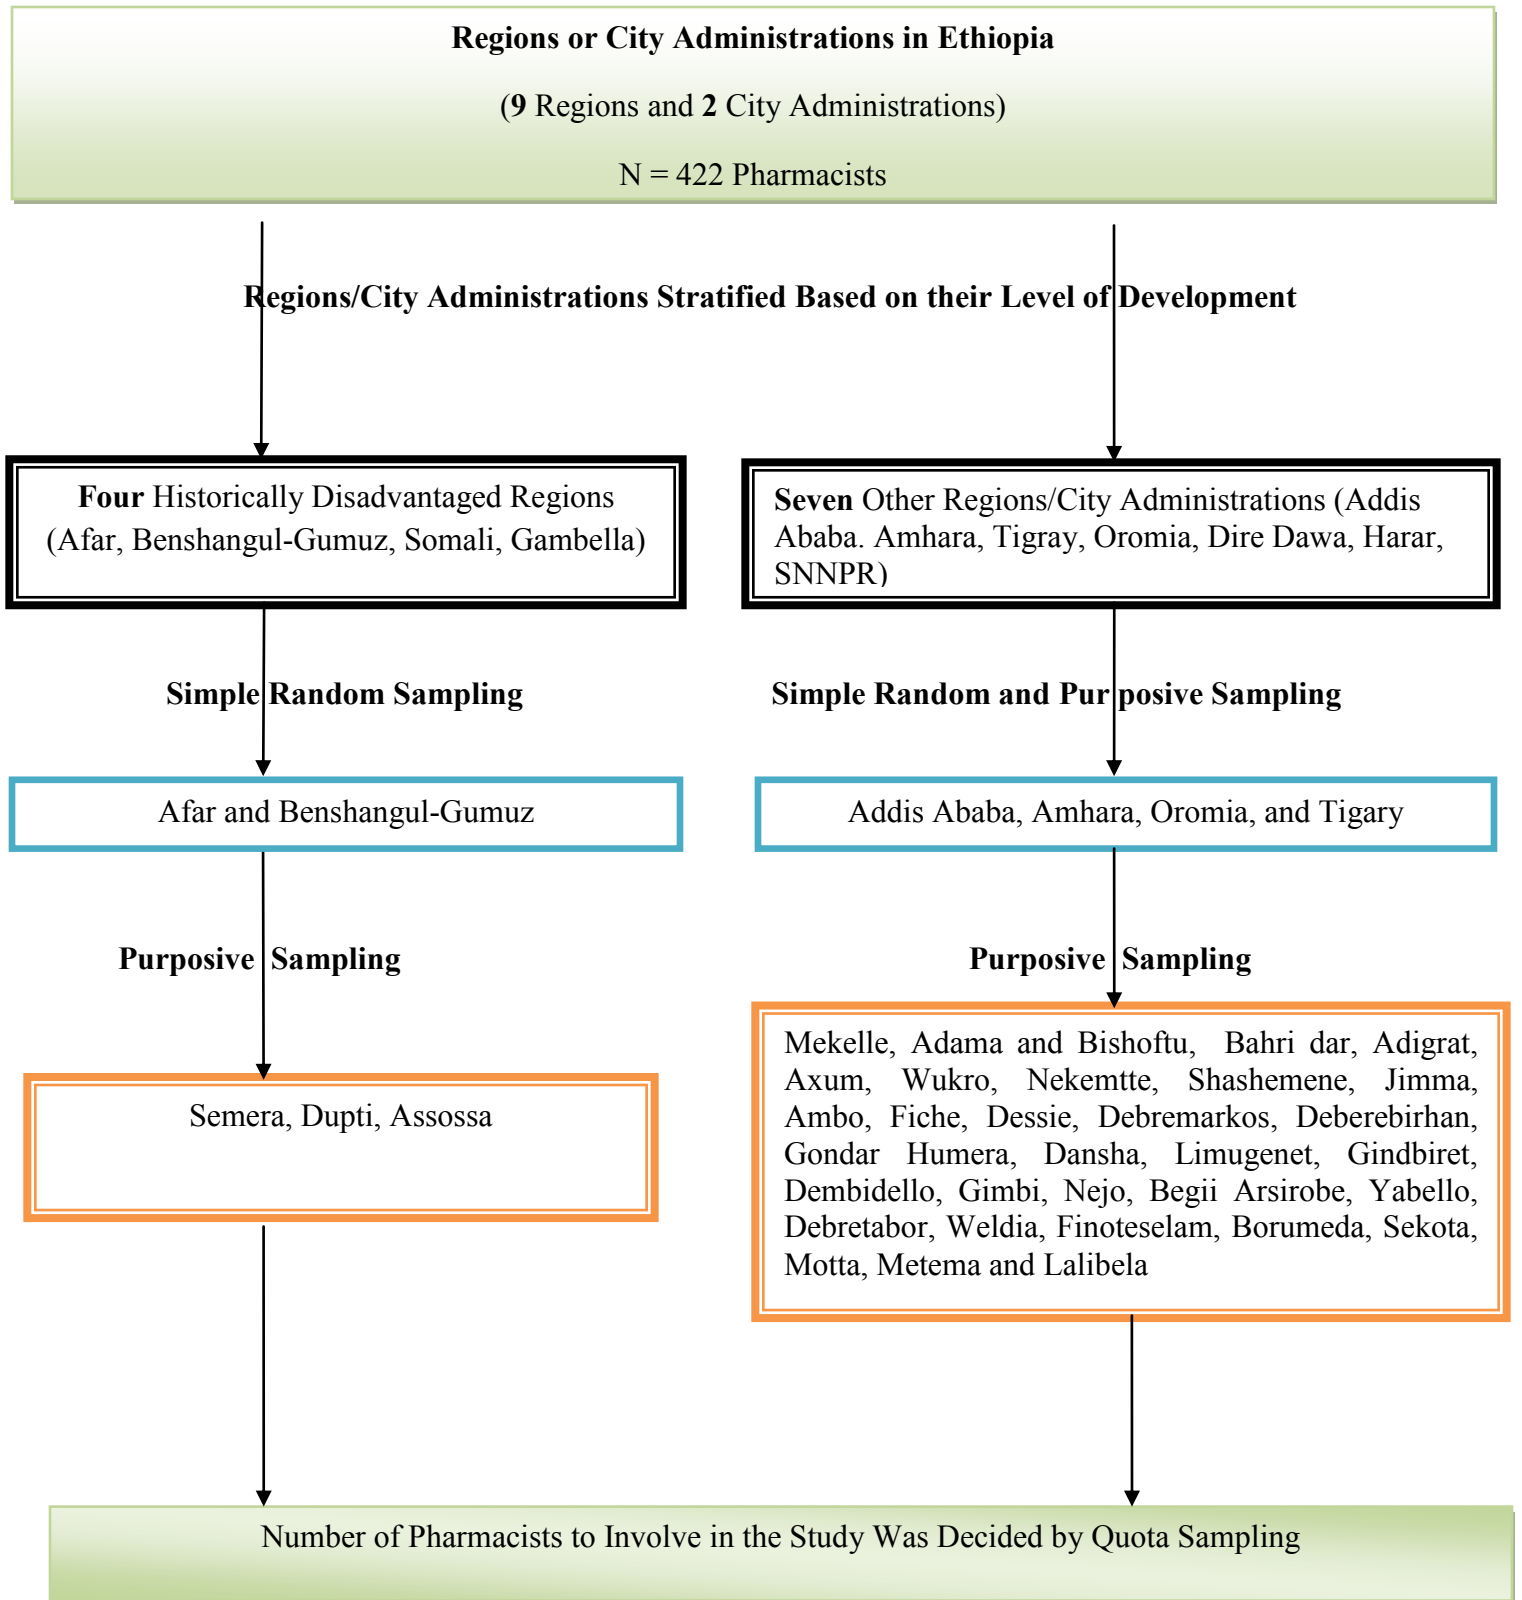 Regions or City Administrations in Ethiopia
(9 Regions and 2 City Administrations)
N = 422 Pharmacists
Regions/City Administrations Stratified Based on their Level of Development
Four Historically Disadvantaged Regions
(Afar, Benshangul-Gumuz, Somali, Gambella)
Seven Other Regions/City Administrations (Addis
Ababa. Amhara, Tigray, Oromia, Dire Dawa, Harar,
SNNPR)
Simple Random Sampling
Simple Random and Purposive Sampling
Afar and Benshangul-Gumuz
Addis Ababa, Amhara, Oromia, and Tigary
Purposive Sampling
Purposive Sampling
Semera, Dupti, Assossa
Mekelle, Adama and Bishoftu, Bahri dar, Adigrat,
Axum, Wukro, Nekemtte, Shashemene, Jimma,
Ambo, Fiche, Dessie, Debremarkos, Deberebirhan,
Gondar Humera, Dansha, Limugenet, Gindbiret,
Dembidello, Gimbi, Nejo, Begii Arsirobe, Yabello,
Debretabor, Weldia, Finoteselam, Borumeda, Sekota,
Motta, Metema and Lalibela
Number of Pharmacists to Involve in the Study Was Decided by Quota Sampling